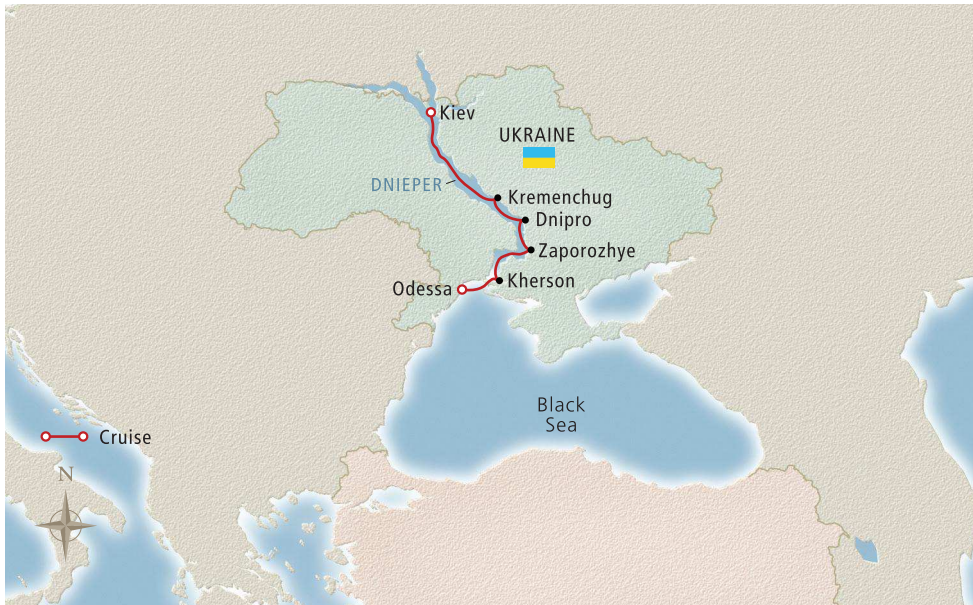 Kiev
UKRAINE
DNIEPER
Kremenchug
Dnipro
Zaporozhye
Kherson
Odessa
Black
Sea
Cruise
N